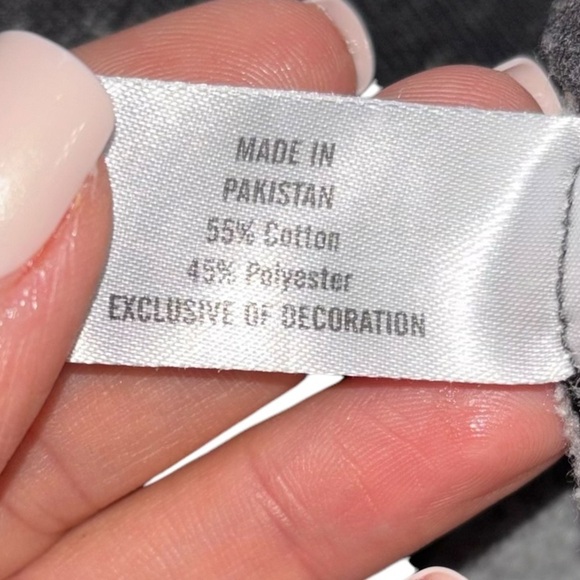 MADE IN
PAKISTAN
55% Cotton
45% Polyester
EXCLUSIVE OF DECORATION